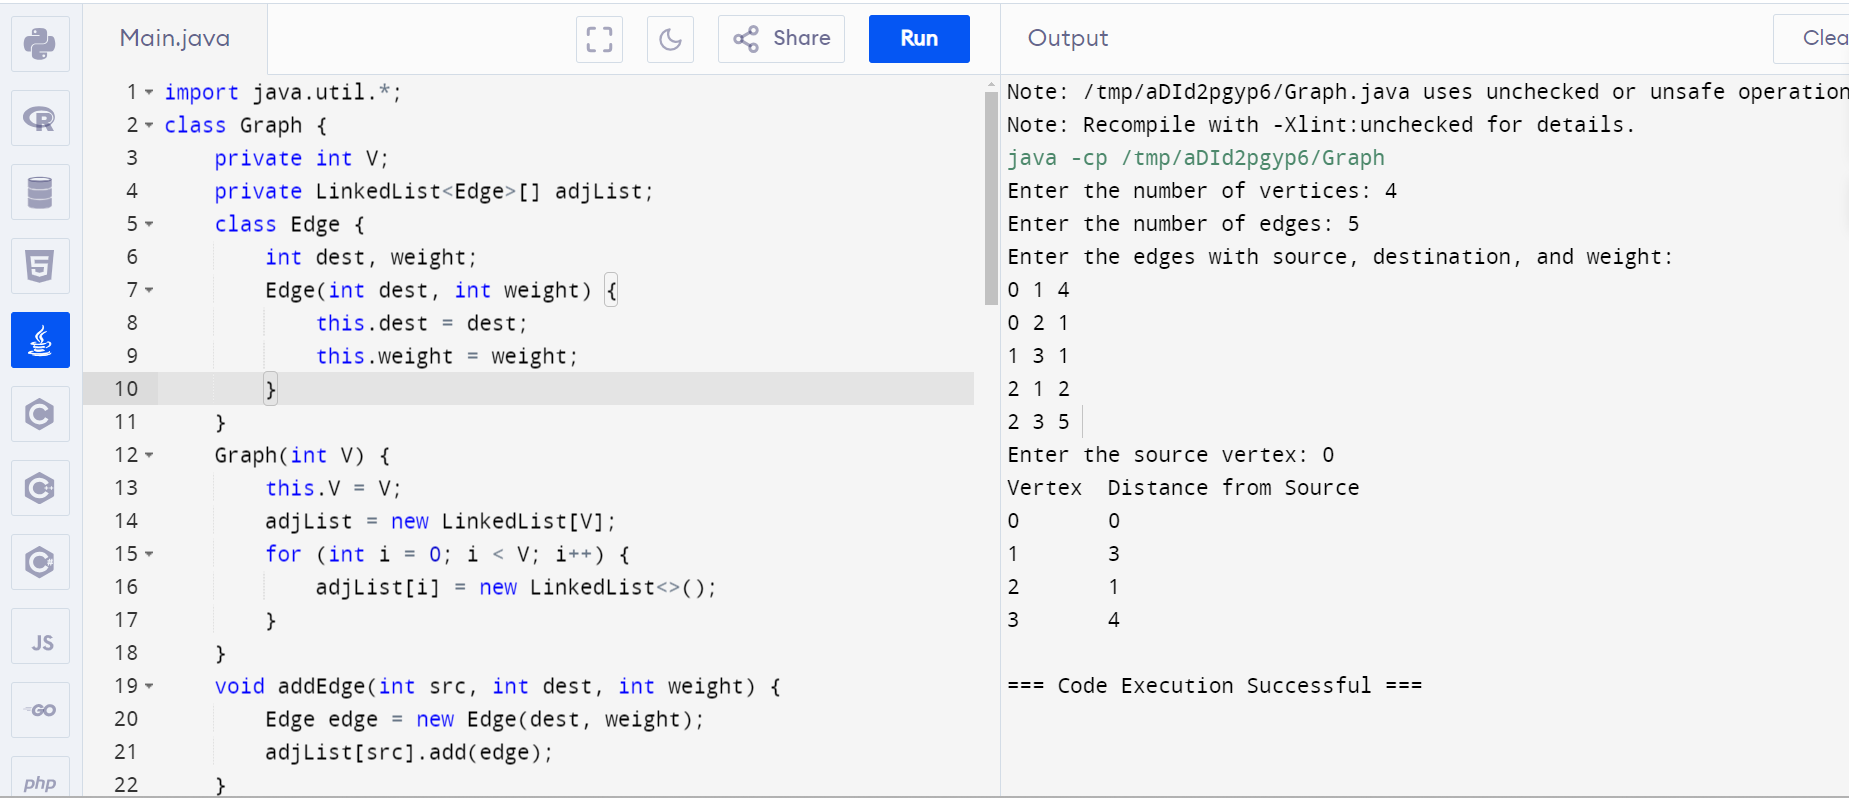 Main.java
Share
Run
1 import java.util.*;
2 class Graph {
3     private int V;
4     private LinkedList<Edge>[] adjList;
5     class Edge {
6         int dest, weight;
7         Edge(int dest, int weight) {
8             this.dest = dest;
9             this.weight = weight;
10         }
11     }
12     Graph(int V) {
13         this.V = V;
14         adjList = new LinkedList[V];
15         for (int i = 0; i < V; i++) {
16             adjList[i] = new LinkedList<>();
17         }
18     }
19     void addEdge(int src, int dest, int weight) {
20         Edge edge = new Edge(dest, weight);
21         adjList[src].add(edge);
22     }
Output
Clea
Note: /tmp/aDId2pgyp6/Graph.java uses unchecked or unsafe operation
Note: Recompile with -Xlint:unchecked for details.
java -cp /tmp/aDId2pgyp6/Graph
Enter the number of vertices: 4
Enter the number of edges: 5
Enter the edges with source, destination, and weight:
0 1 4
0 2 1
1 3 1
2 1 2
2 3 5
Enter the source vertex: 0
Vertex  Distance from Source
0       0
1       3
2       1
3       4
=== Code Execution Successful ===
R
5
C
C
C#
JS
GO
php